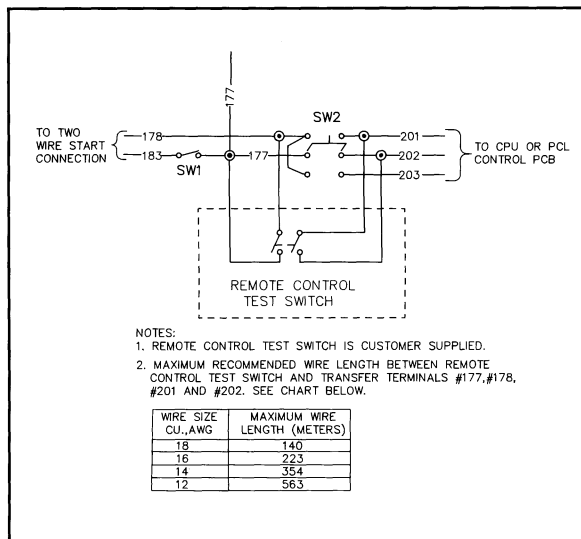 177
SW2
TO TWO
WIRE START
CONNECTION
178
183
SW1
177
201
202
203
TO CPU OR PCL
CONTROL PCB
REMOTE CONTROL
TEST SWITCH
NOTES:
1. REMOTE CONTROL TEST SWITCH IS CUSTOMER SUPPLIED.
2. MAXIMUM RECOMMENDED WIRE LENGTH BETWEEN REMOTE
CONTROL TEST SWITCH AND TRANSFER TERMINALS #177,#178,
#201 AND #202. SEE CHART BELOW.
WIRE SIZE CU.,AWG MAXIMUM WIRE LENGTH (METERS)
18 140
16 223
14 354
12 563